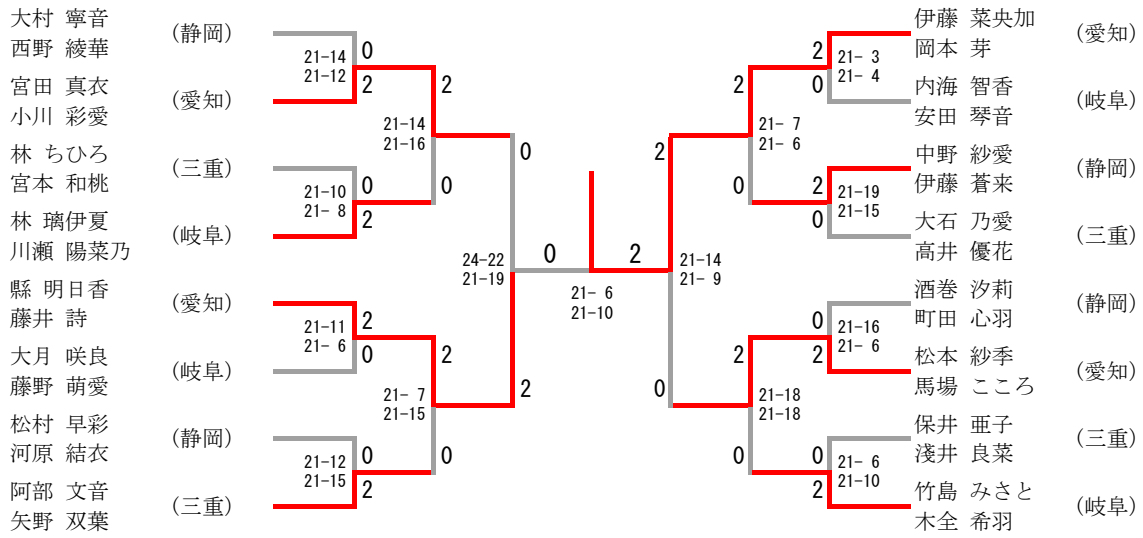 大村 寧音
西野 綾華
(静岡)
宮田 真衣
小川 彩愛
(愛知)
林 ちひろ
宮本 和桃
(三重)
林 璃伊夏
川瀬 陽菜乃
(岐阜)
縣 明日香
藤井 詩
(愛知)
大月 咲良
藤野 萌愛
(岐阜)
松村 早彩
河原 結衣
(静岡)
阿部 文音
矢野 双葉
(三重)
0
21-14
21-12
2
0
21-10
21- 8
2
2
21-11
21- 6
0
0
21-12
21-15
2
2
21-14
21-16
0
2
21- 7
21-15
0
0
24-22
21-19
2
0
2
21- 6
21-10
2
21-14
21- 9
0
2
21- 7
21- 6
0
2
21-18
21-18
0
2
21- 3
21- 4
0
2
21-19
21-15
0
0
21-16
21- 6
2
0
21- 6
21-10
2
伊藤 菜央加
岡本 芽
(愛知)
内海 智香
安田 琴音
(岐阜)
中野 紗愛
伊藤 蒼来
(静岡)
大石 乃愛
高井 優花
(三重)
酒巻 汐莉
町田 心羽
(静岡)
松本 紗季
馬場 こころ
(愛知)
保井 亜子
淺井 良菜
(三重)
竹島 みさと
木全 希羽
(岐阜)